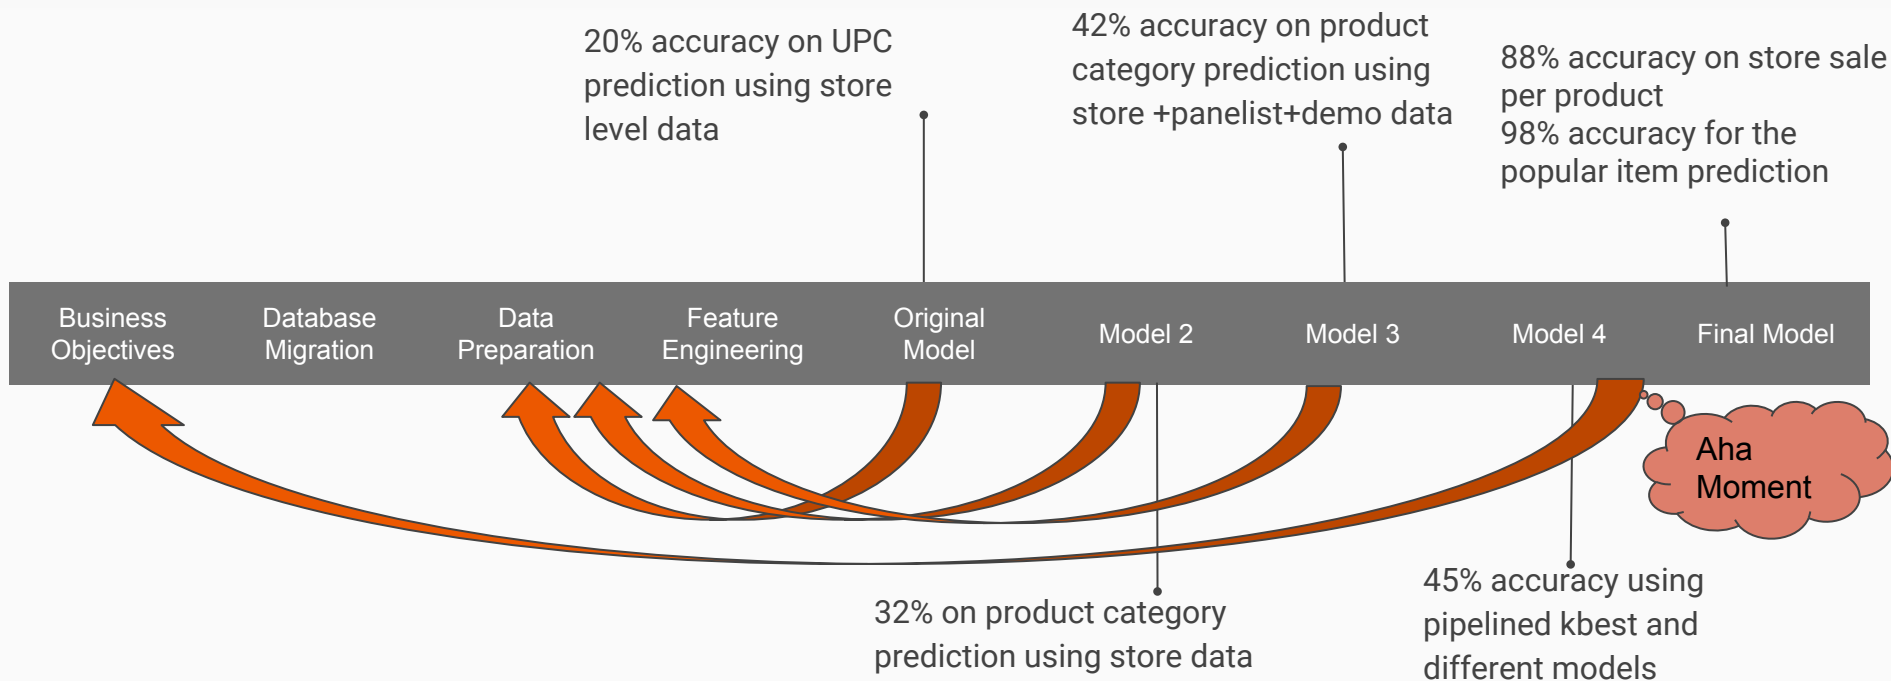 20% accuracy on UPC
prediction using store
level data
42% accuracy on product
category prediction using
store +panelist+demo data
88% accuracy on store sale
per product
98% accuracy for the
popular item prediction
Business
Objectives
Database
Migration
Data
Preparation
Feature
Engineering
Original
Model
Model 2
Model 3
Model 4
Final Model
Aha
Moment
32% on product category
prediction using store data
45% accuracy using
pipelined kbest and
different models